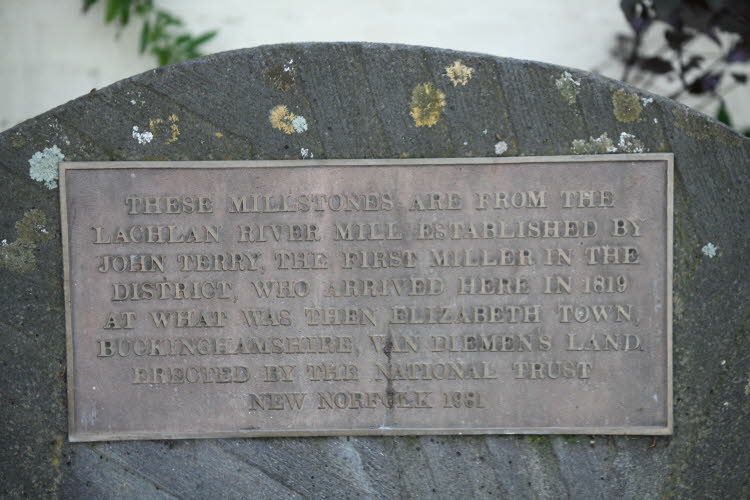 THESE MILLSTONES ARE FROM THE
LACHLAN RIVER MILL ESTABLISHED BY
JOHN TERRY, THE FIRST MILLER IN THE
DISTRICT, WHO ARRIVED HERE IN 1819
AT WHAT WAS THEN ELIZABETH TOWN,
BUCKINGHAMSHIRE, VAN DIEMENS LAND.
ERECTED BY THE NATIONAL TRUST
NEW NORFOLK 1981